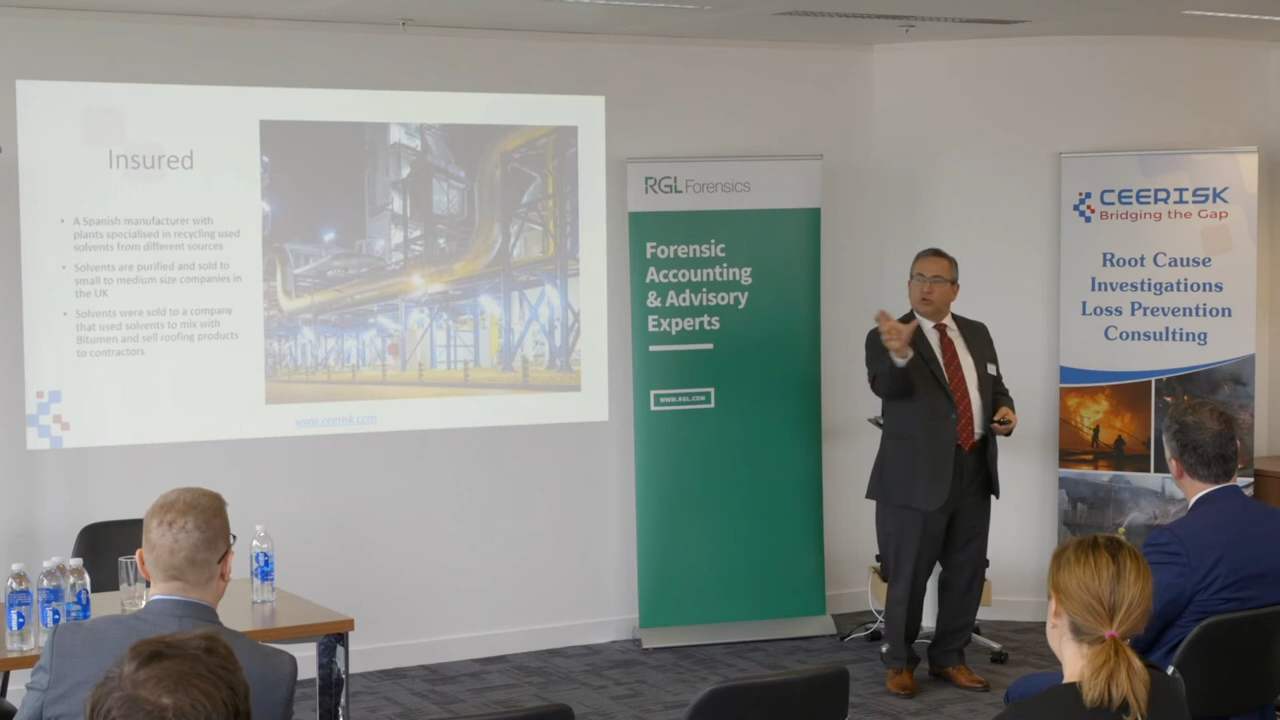 Insured
• A Spanish manufacturer with
plants specialised in recycling used
solvents from different sources
• Solvents are purified and sold to
small to medium size companies in
the UK
• Solvents were sold to a company
that used solvents to mix with
Bitumen and sell roofing products
to contractors
www.ceerisk.com
RGL Forensics
Forensic
Accounting
& Advisory
Experts
WWW.RGL.COM
CEERISK
Bridging the Gap
Root Cause
Investigations
Loss Prevention
Consulting